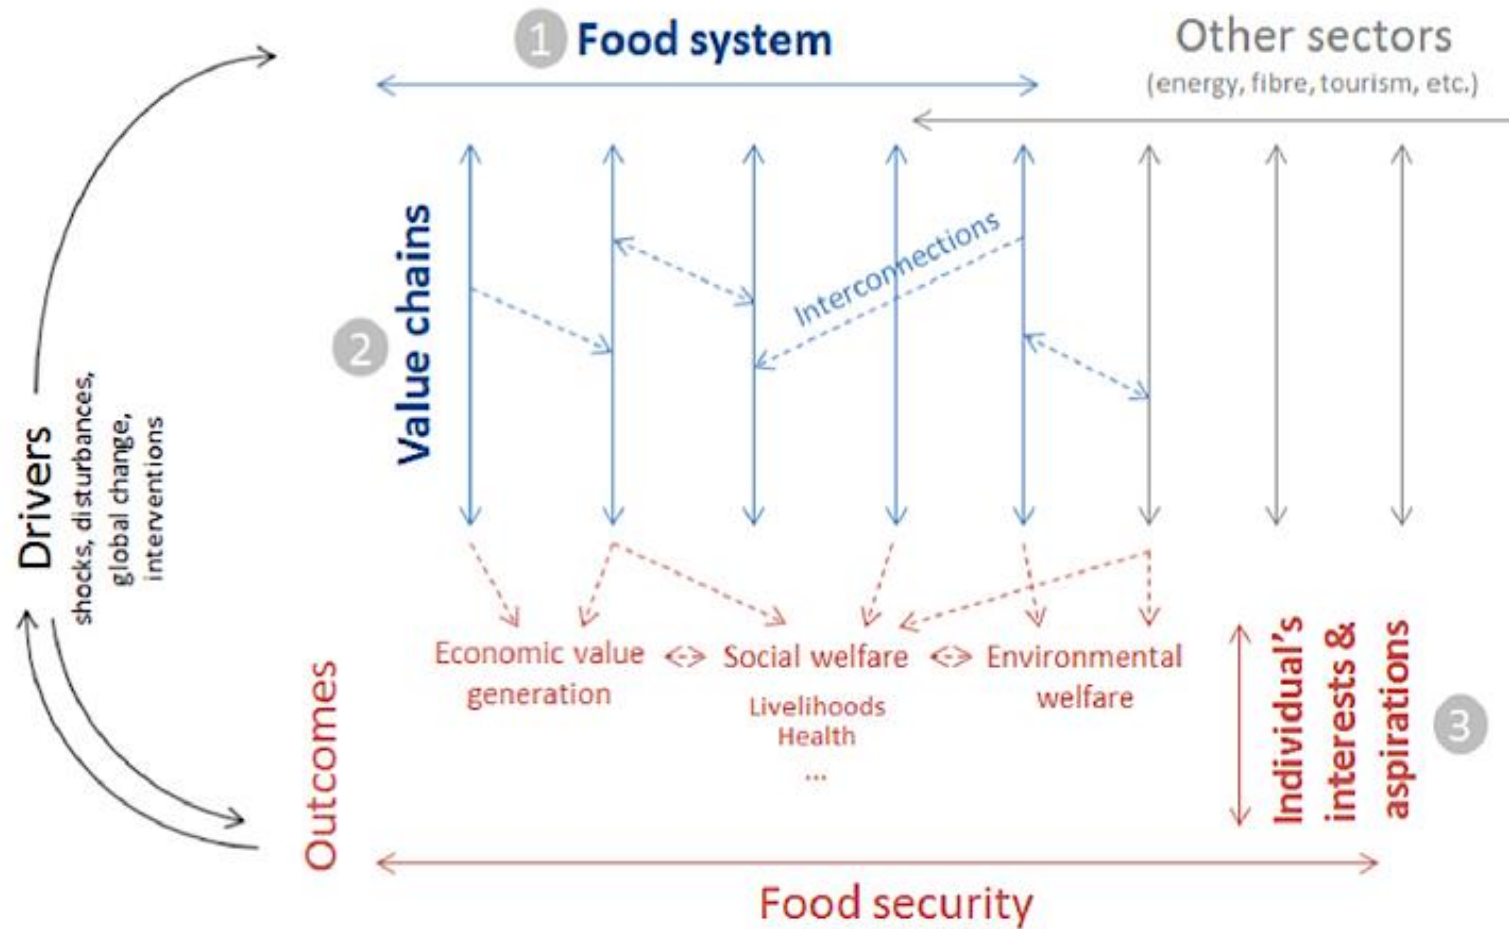 1 Food system
Other sectors
(energy, fibre, tourism, etc.)
2 Value chains
Interconnections
Drivers
shocks, disturbances,
global change,
interventions
Outcomes
Economic value
generation
Social welfare
Livelihoods
Health
...
Environmental
welfare
Individual's
interests &
aspirations
3
Food security